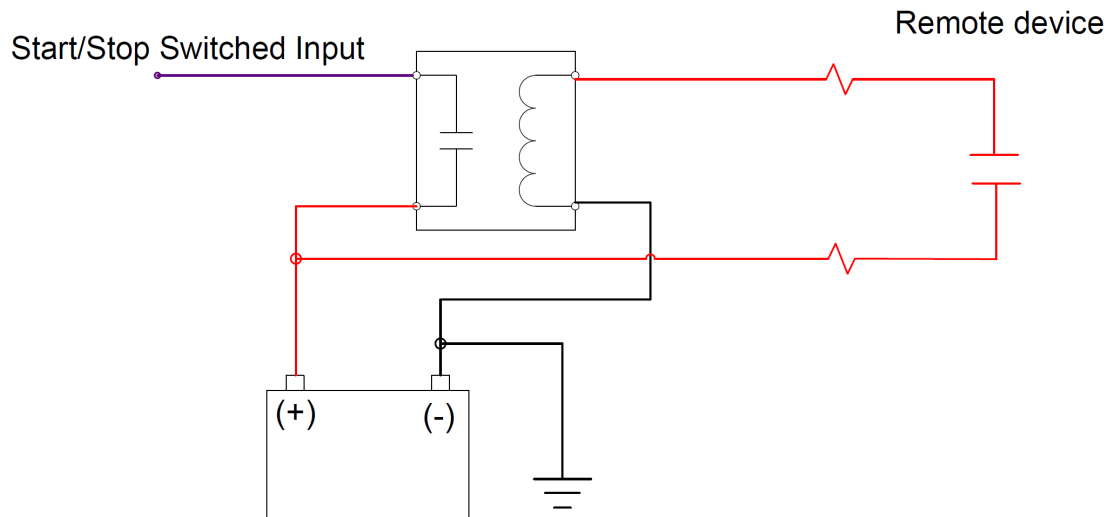 Remote device
Start/Stop Switched Input
(+)
(-)